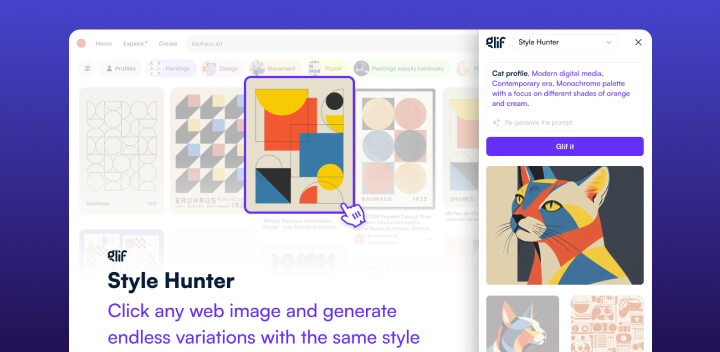 Home Explore Create bauhaus art
Profiles Paintings Design Movement Poster Paintings wassily kandinsky
BAUHAUS
BAUHAUS 1923
glif
Style Hunter
Click any web image and generate
endless variations with the same style
glif Style Hunter
Cat profile, Modern digital media,
Contemporary era, Monochrome palette
with a focus on different shades of orange
and cream.
Re-generate the prompt
Glif it